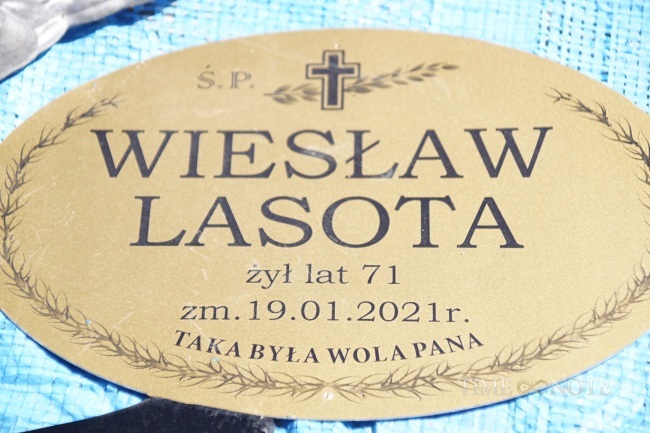 Ś. P.
WIESŁAW
LASOTA
żył lat 71
zm. 19.01.2021r.
TAKA BYŁA WOLA PANA